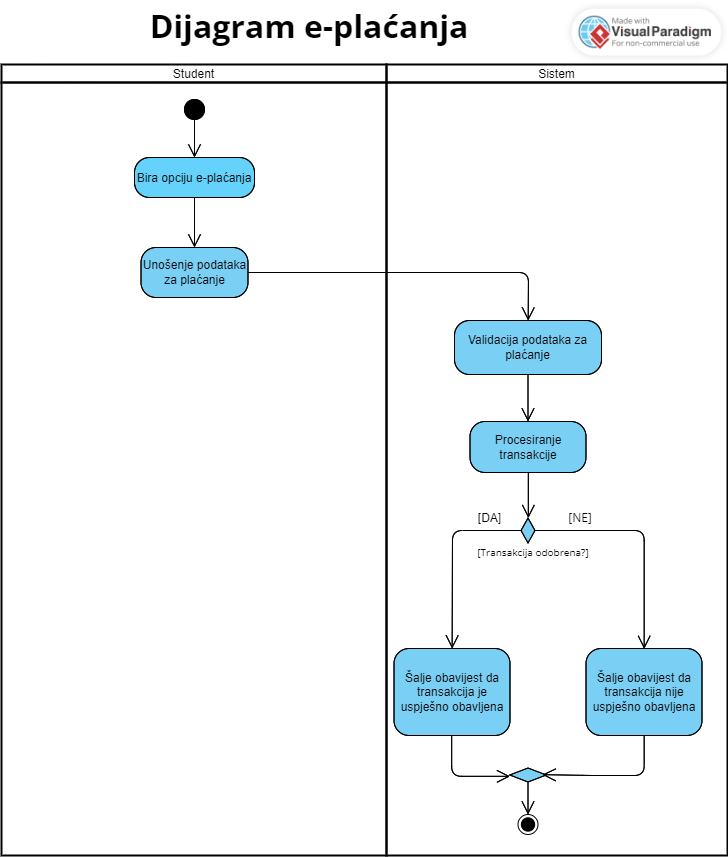 Dijagram e-plaćanja
Made with
Visual Paradigm
For non-commercial use
Student
Sistem
Bira opciju e-plaćanja
Unošenje podataka
za plaćanje
Validacija podataka za
plaćanje
Procesiranje
transakcije
[DA]
[NE]
[Transakcija odobrena?]
Šalje obavijest da
transakcija je
uspješno obavljena
Šalje obavijest da
transakcija nije
uspješno obavljena